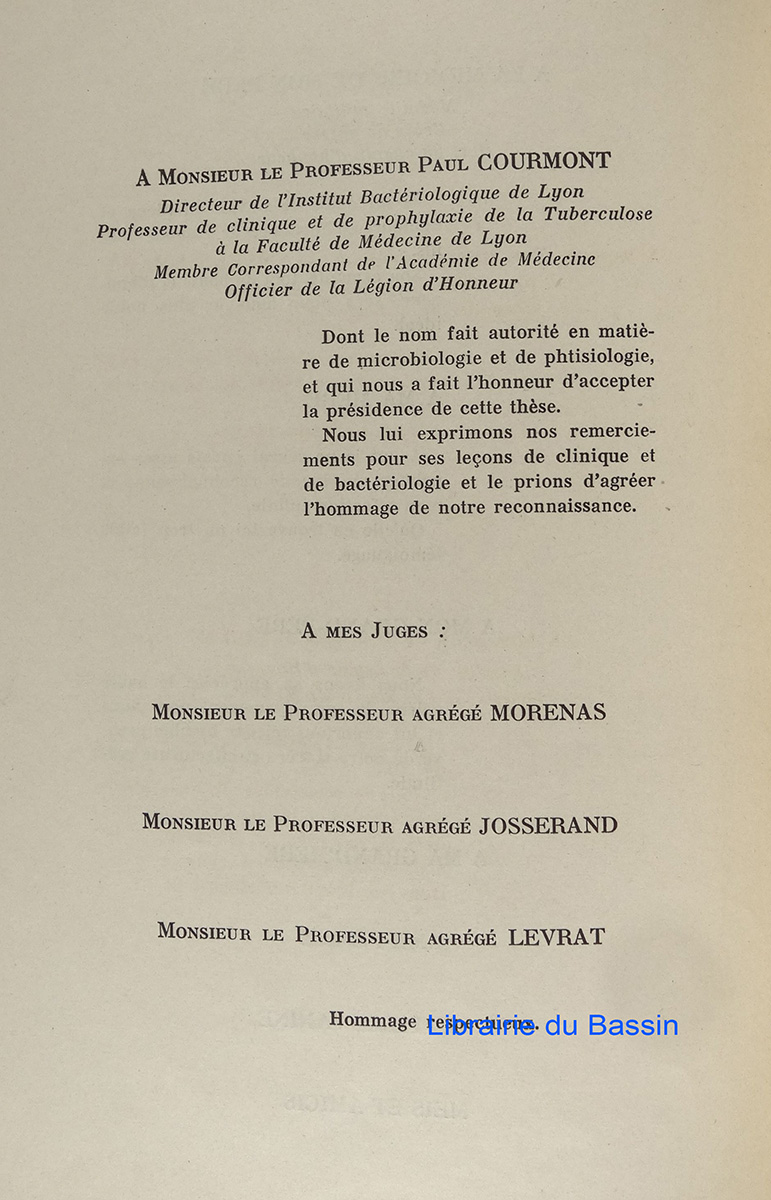 A Monsieur le Professeur Paul COURMONT
Directeur de l'Institut Bactériologique de Lyon
Professeur de clinique et de prophylaxie de la Tuberculose
à la Faculté de Médecine de Lyon
Membre Correspondant de l'Académie de Médecine
Officier de la Légion d'Honneur
Dont le nom fait autorité en matiè-
re de microbiologie et de phtisiologie,
et qui nous a fait l'honneur d'accepter
la présidence de cette thèse.
Nous lui exprimons nos remercie-
ments pour ses leçons de clinique et
de bactériologie et le prions d'agréer
l'hommage de notre reconnaissance.
A mes Juges :
Monsieur le Professeur agrégé MORENAS
Monsieur le Professeur agrégé JOSSERAND
Monsieur le Professeur agrégé LEVRAT
Hommage respectueux.
Librairie du Bassin